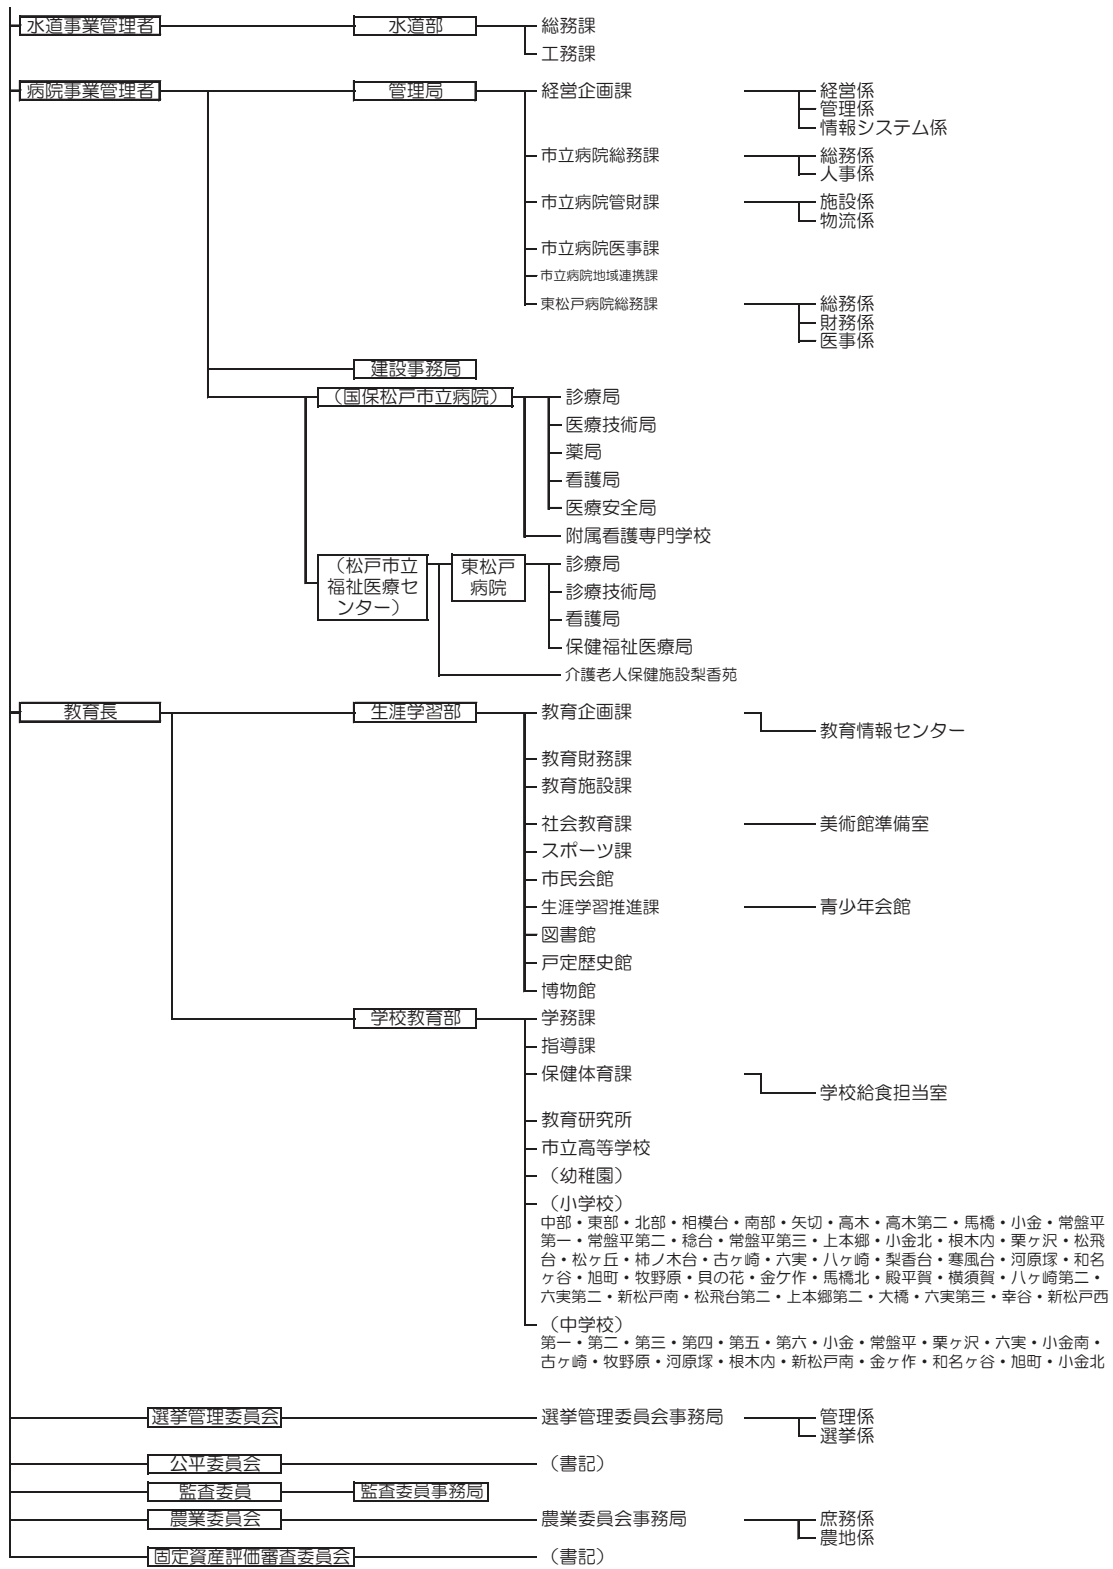 水道事業管理者 水道部 総務課
工務課
病院事業管理者 管理局 経営企画課 経営係
管理係
情報システム係
市立病院総務課 総務係
人事係
市立病院管財課 施設係
物流係
市立病院医事課
市立病院地域連携課
東松戸病院総務課 総務係
財務係
医事係
建設事務局
（国保松戸市立病院） 診療局
医療技術局
薬局
看護局
医療安全局
附属看護専門学校
（松戸市立
福祉医療セ
ンター）
東松戸
病院
診療局
診療技術局
看護局
保健福祉医療局
介護老人保健施設梨香苑
教育長 生涯学習部 教育企画課
教育情報センター
教育財務課
教育施設課
社会教育課 美術館準備室
スポーツ課
市民会館
生涯学習推進課 青少年会館
図書館
戸定歴史館
博物館
学校教育部 学務課
指導課
保健体育課
学校給食担当室
教育研究所
市立高等学校
（幼稚園）
（小学校）
中部・東部・北部・相模台・南部・矢切・高木・高木第二・馬橋・小金・常盤平
第一・常盤平第二・稔台・常盤平第三・上本郷・小金北・根木内・栗ヶ沢・松飛
台・松ヶ丘・柿ノ木台・古ヶ崎・六実・八ヶ崎・梨香台・寒風台・河原塚・和名
ヶ谷・旭町・牧野原・貝の花・金ケ作・馬橋北・殿平賀・横須賀・八ヶ崎第二・
六実第二・新松戸南・松飛台第二・上本郷第二・大橋・六実第三・幸谷・新松戸西
（中学校）
第一・第二・第三・第四・第五・第六・小金・常盤平・栗ヶ沢・六実・小金南・
古ヶ崎・牧野原・河原塚・根木内・新松戸南・金ヶ作・和名ヶ谷・旭町・小金北
選挙管理委員会 選挙管理委員会事務局 管理係
選挙係
公平委員会 （書記）
監査委員 監査委員事務局
農業委員会 農業委員会事務局 庶務係
農地係
固定資産評価審査委員会 （書記）